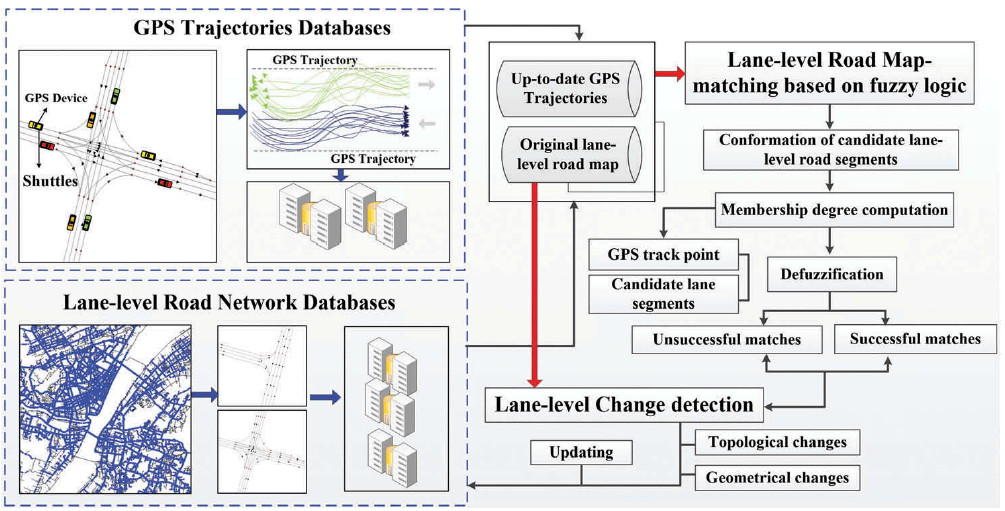 GPS Trajectories Databases
GPS Device
Shuttles
GPS Trajectory
GPS Trajectory
Lane-level Road Network Databases
Up-to-date GPS
Trajectories
Original lane-
level road map
Lane-level Road Map-
matching based on fuzzy logic
Conformation of candidate lane-
level road segments
Membership degree computation
GPS track point
Candidate lane
segments
Defuzzification
Unsuccessful matches
Successful matches
Lane-level Change detection
Updating
Topological changes
Geometrical changes